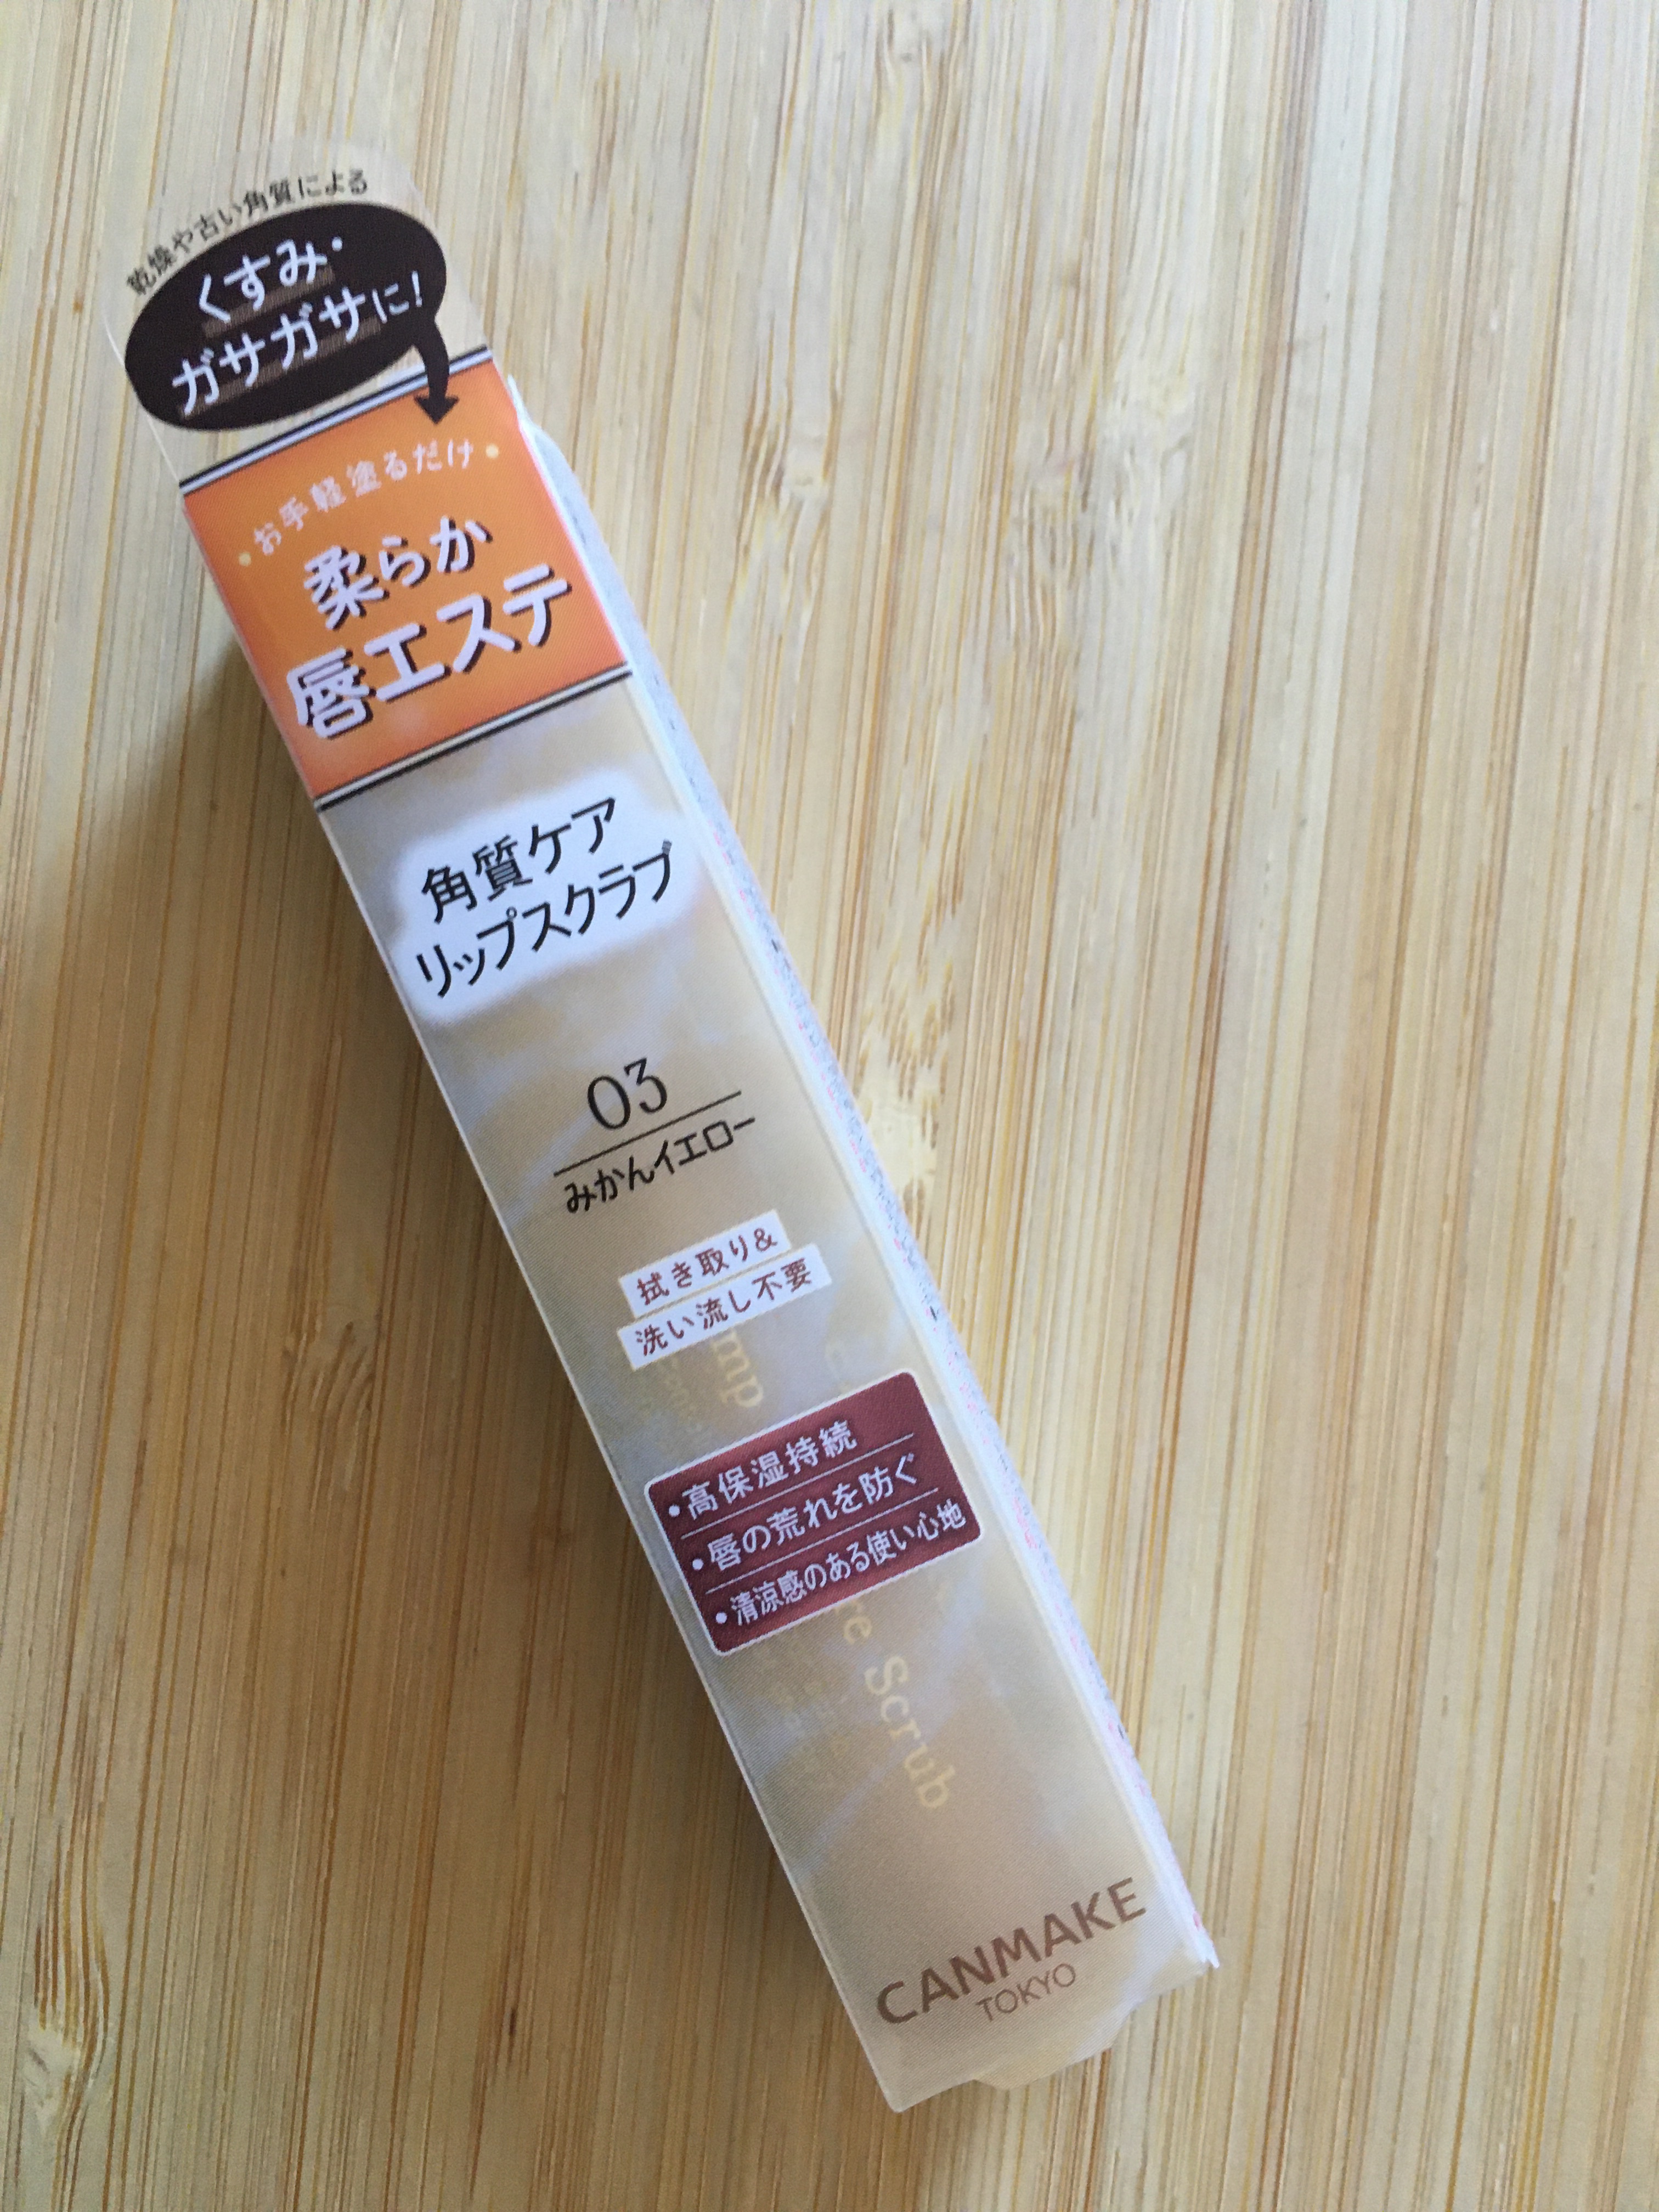 乾燥や古い角質による
くすみ・
ガサガサに!
・お手軽塗るだけ・
柔らか
唇エステ
角質ケア
リップスクラブ
03
みかんイエロー
拭き取り&
洗い流し不要
・高保湿持続
・唇の荒れを防ぐ
・清涼感のある使い心地
Scrub
CANMAKE
TOKYO